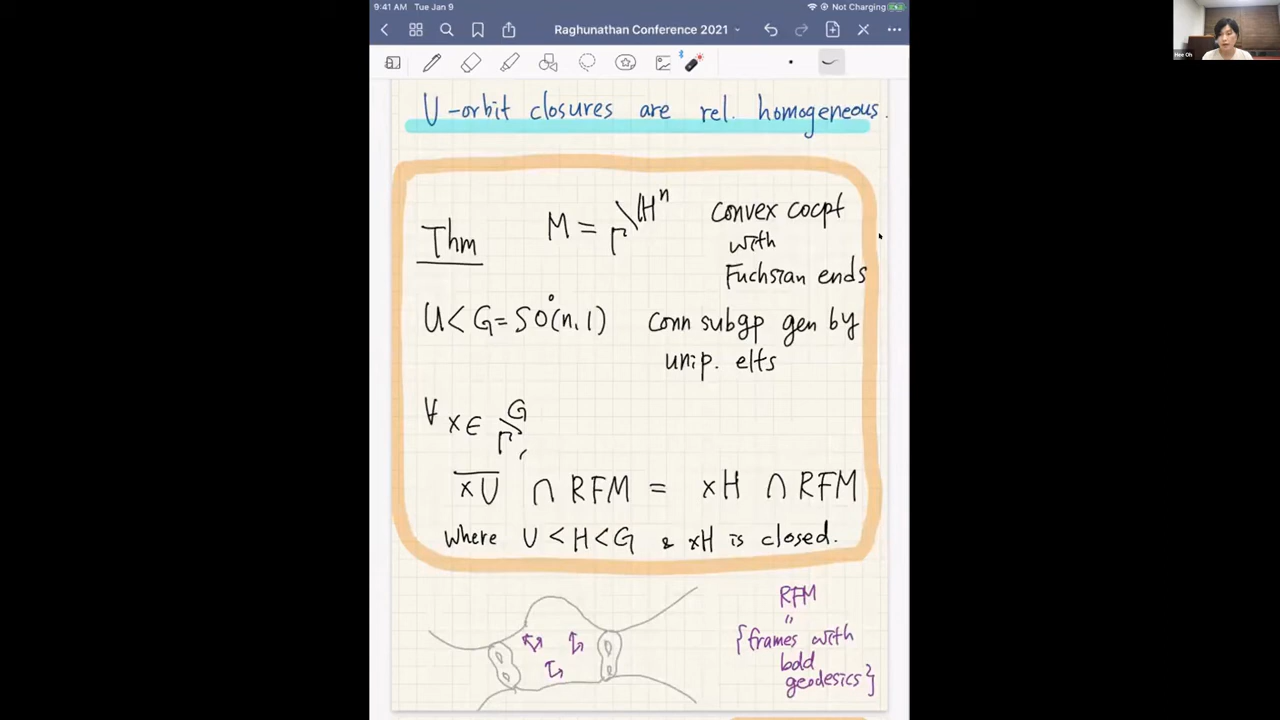 9:41 AM Tue Jan 9
Not Charging
Raghunathan Conference 2021
Hee Oh
U-orbit closures are rel. homogeneous.
Thm M = Γ\ℍⁿ convex cocpt
with
Fuchsian ends
U < G = SO°(n,1) conn subgp gen by
unip. elts
∀ x ∈ Γ\G,
x̅U̅ ∩ RFM = xH ∩ RFM
where U < H < G & xH is closed.
RFM
"
{frames with
bdd
geodesics}